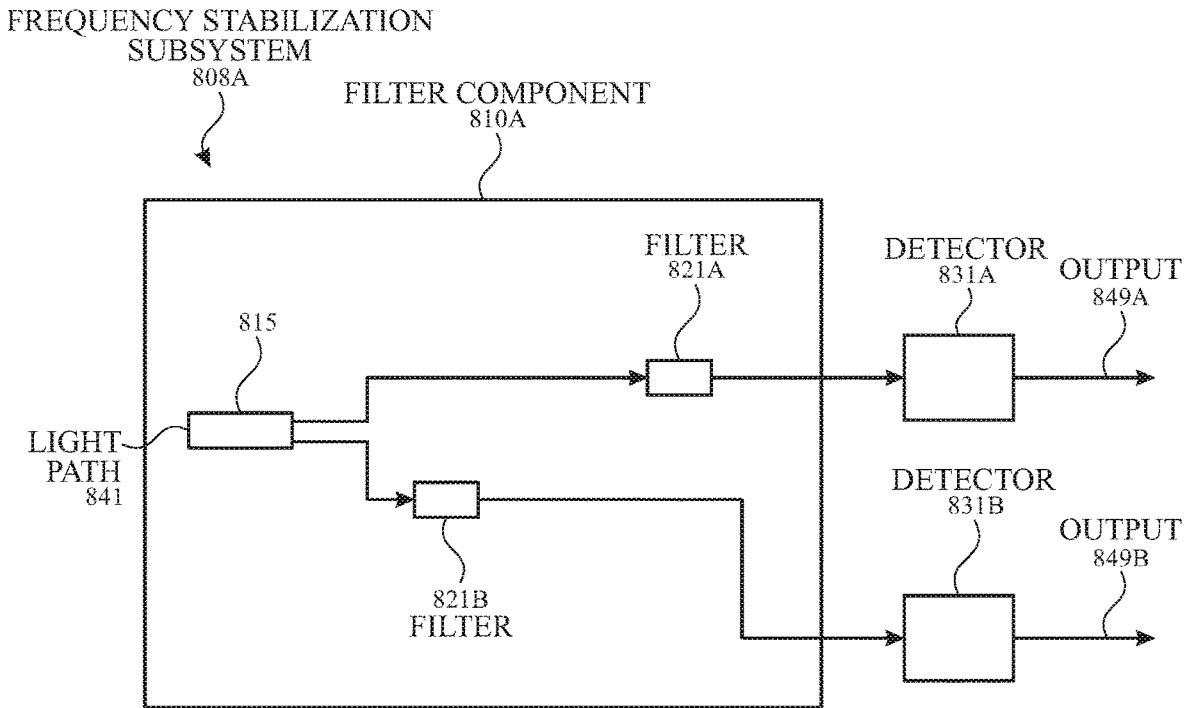 FREQUENCY STABILIZATION
SUBSYSTEM
808A
FILTER COMPONENT
810A
FILTER
821A
DETECTOR
831A
OUTPUT
849A
815
LIGHT
PATH
841
821B
FILTER
DETECTOR
831B
OUTPUT
849B